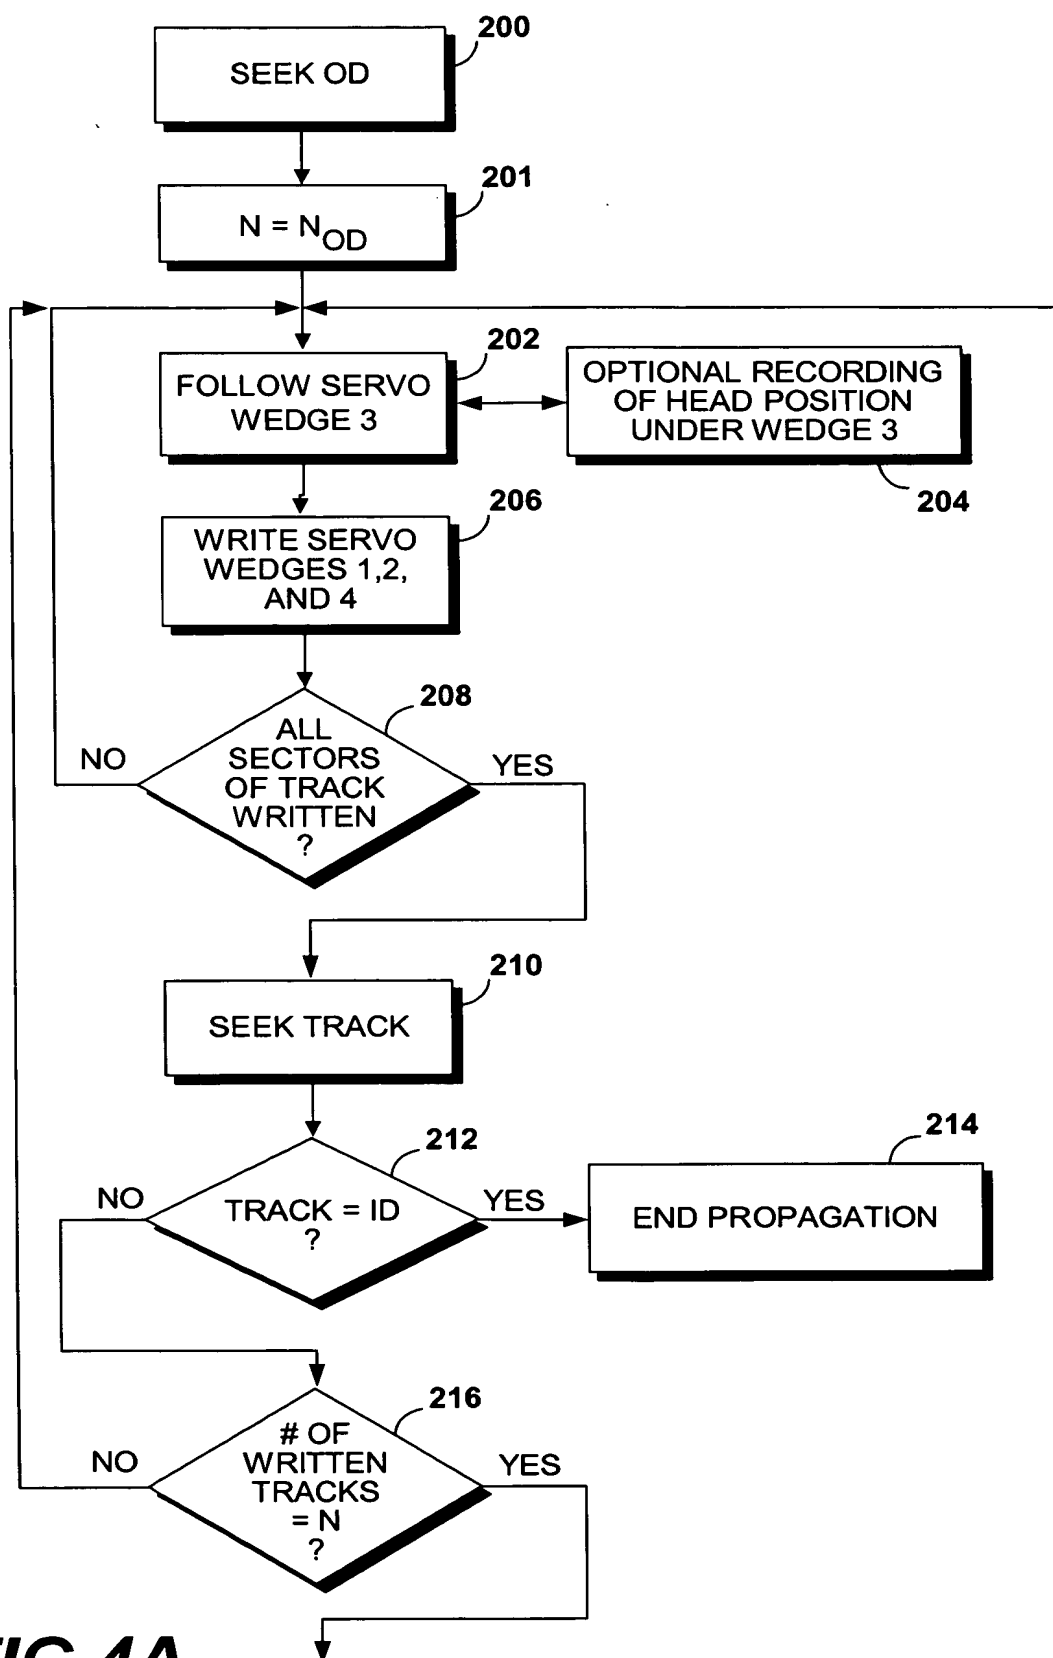 200
SEEK OD
201
N = NOD
202
FOLLOW SERVO
WEDGE 3
OPTIONAL RECORDING
OF HEAD POSITION
UNDER WEDGE 3
204
206
WRITE SERVO
WEDGES 1,2,
AND 4
208
ALL
SECTORS
OF TRACK
WRITTEN
?
NO
YES
210
SEEK TRACK
212
TRACK = ID
?
NO
YES
214
END PROPAGATION
216
# OF
WRITTEN
TRACKS
= N
?
NO
YES